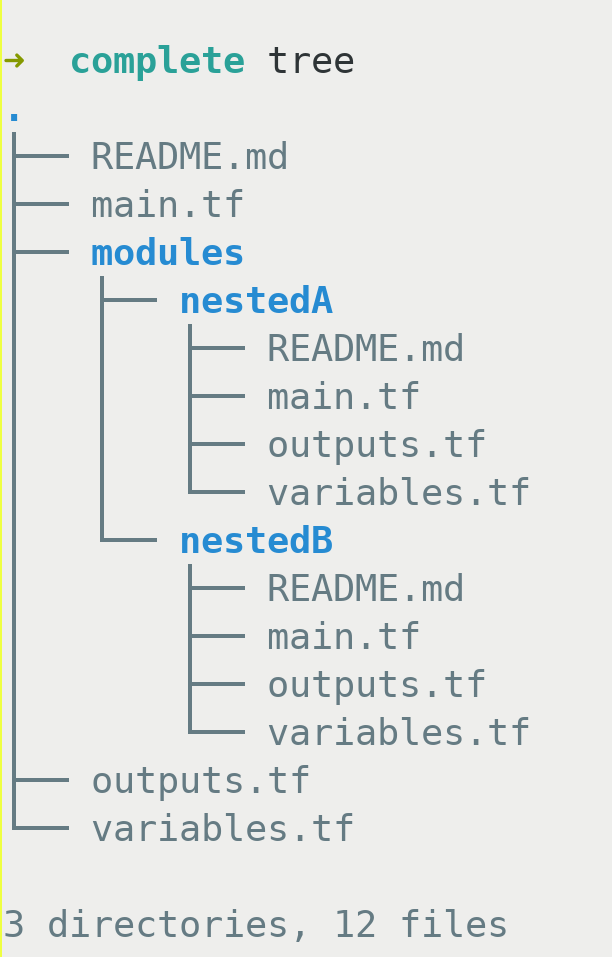 ➜ complete tree
.
├── README.md
├── main.tf
├── modules
│   ├── nestedA
│   │   ├── README.md
│   │   ├── main.tf
│   │   ├── outputs.tf
│   │   └── variables.tf
│   └── nestedB
│       ├── README.md
│       ├── main.tf
│       ├── outputs.tf
│       └── variables.tf
├── outputs.tf
└── variables.tf
3 directories, 12 files